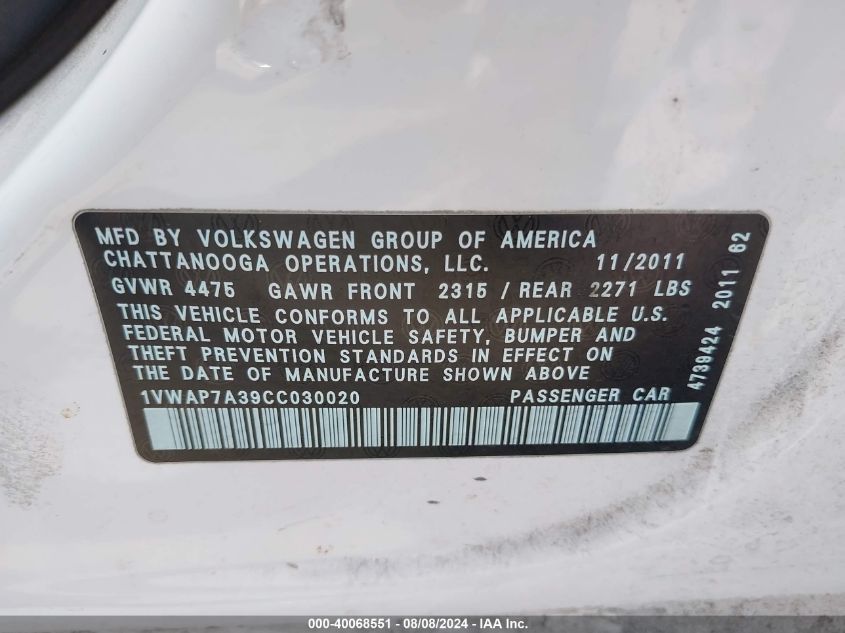 MFD BY VOLKSWAGEN GROUP OF AMERICA
CHATTANOOGA OPERATIONS, LLC. 11/2011
GVWR 4475 GAWR FRONT 2315 / REAR 2271 LBS
THIS VEHICLE CONFORMS TO ALL APPLICABLE U.S.
FEDERAL MOTOR VEHICLE SAFETY, BUMPER AND
THEFT PREVENTION STANDARDS IN EFFECT ON
THE DATE OF MANUFACTURE SHOWN ABOVE
1VWAP7A39CC030020 PASSENGER CAR
4739424 2011 62
000-40068551 | 08/08/2024 - IAA Inc.